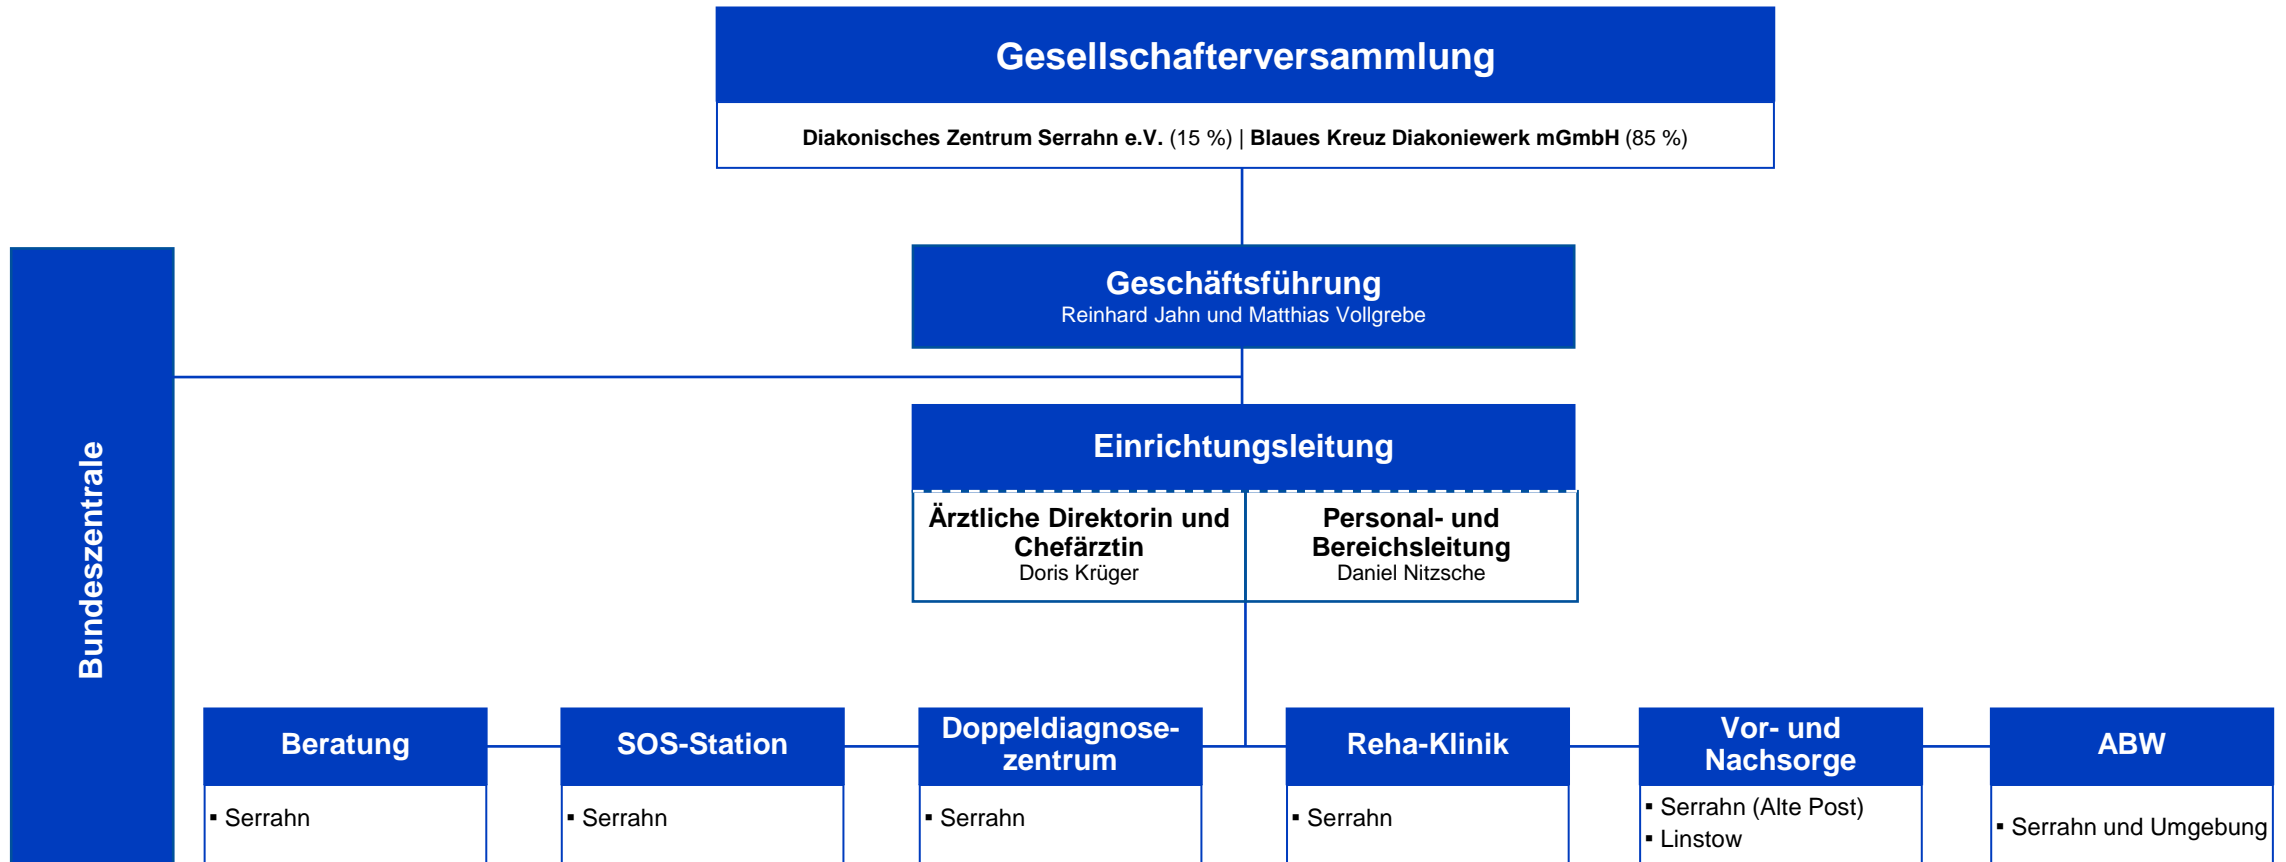 Gesellschafterversammlung
Diakonisches Zentrum Serrahn e.V. (15 %) | Blaues Kreuz Diakoniewerk mGmbH (85 %)
Geschäftsführung
Reinhard Jahn und Matthias Vollgrebe
Bundeszentrale
Einrichtungsleitung
Ärztliche Direktorin und
Chefärztin
Doris Krüger
Personal- und
Bereichsleitung
Daniel Nitzsche
Beratung
▪ Serrahn
SOS-Station
▪ Serrahn
Doppeldiagnose-
zentrum
▪ Serrahn
Reha-Klinik
▪ Serrahn
Vor- und
Nachsorge
▪ Serrahn (Alte Post)
▪ Linstow
ABW
▪ Serrahn und Umgebung